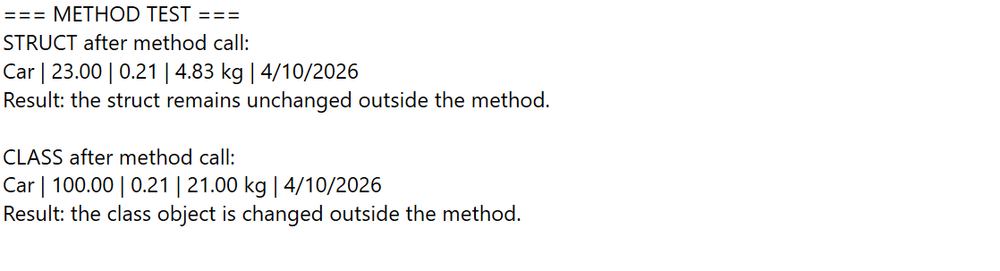 === METHOD TEST ===
STRUCT after method call:
Car | 23.00 | 0.21 | 4.83 kg | 4/10/2026
Result: the struct remains unchanged outside the method.
CLASS after method call:
Car | 100.00 | 0.21 | 21.00 kg | 4/10/2026
Result: the class object is changed outside the method.